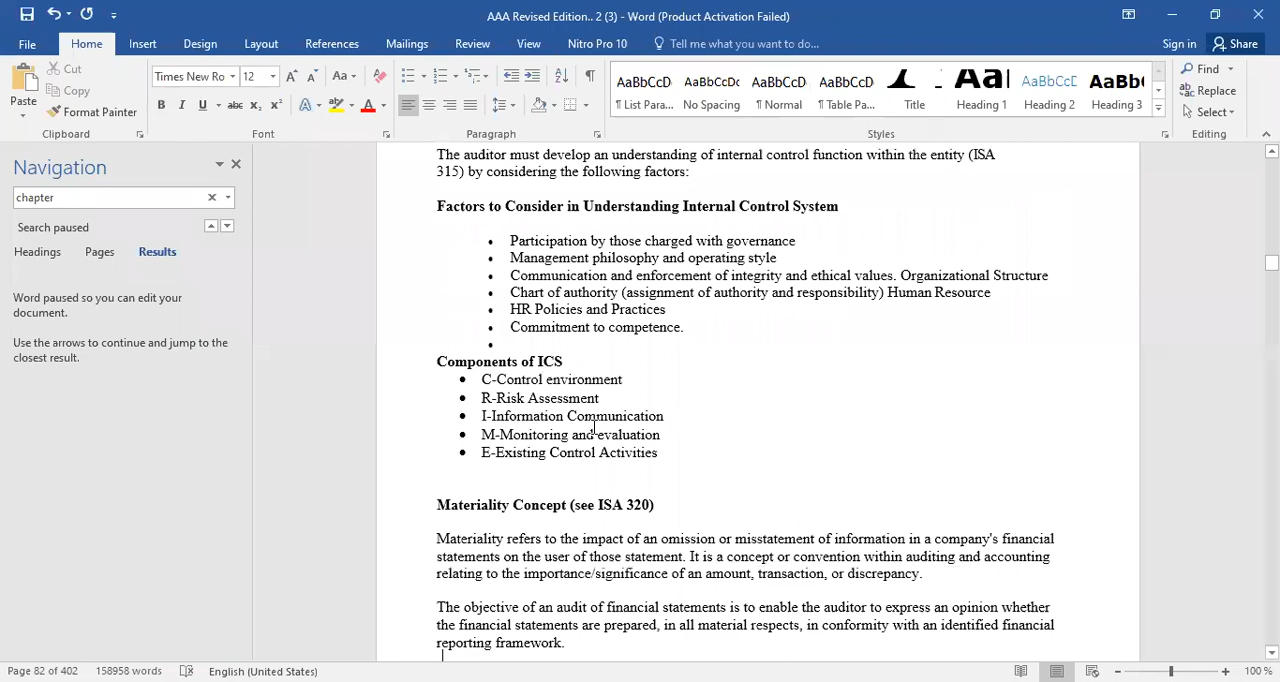 AAA Revised Edition.. 2 (3) - Word (Product Activation Failed)
File Home Insert Design Layout References Mailings Review View Nitro Pro 10 Tell me what you want to do... Sign in Share
Paste
Cut
Copy
Format Painter
Clipboard
Times New Ro 12
Font
Paragraph
AaBbCcD AaBbCcDc AaBbCcD AaBbCcD AaBbCcD AaBbC
¶ List Para... No Spacing ¶ Normal ¶ Table Pa... Title Heading 1 Heading 2 Heading 3
Styles
Find
Replace
Select
Editing
Navigation
chapter
Search paused
Headings Pages Results
Word paused so you can edit your
document.
Use the arrows to continue and jump to the
closest result.
The auditor must develop an understanding of internal control function within the entity (ISA
315) by considering the following factors:
Factors to Consider in Understanding Internal Control System
• Participation by those charged with governance
• Management philosophy and operating style
• Communication and enforcement of integrity and ethical values. Organizational Structure
• Chart of authority (assignment of authority and responsibility) Human Resource
• HR Policies and Practices
• Commitment to competence.
•
Components of ICS
• C-Control environment
• R-Risk Assessment
• I-Information Communication
• M-Monitoring and evaluation
• E-Existing Control Activities
Materiality Concept (see ISA 320)
Materiality refers to the impact of an omission or misstatement of information in a company's financial
statements on the user of those statement. It is a concept or convention within auditing and accounting
relating to the importance/significance of an amount, transaction, or discrepancy.
The objective of an audit of financial statements is to enable the auditor to express an opinion whether
the financial statements are prepared, in all material respects, in conformity with an identified financial
reporting framework.
Page 82 of 402 158958 words English (United States) 100 %